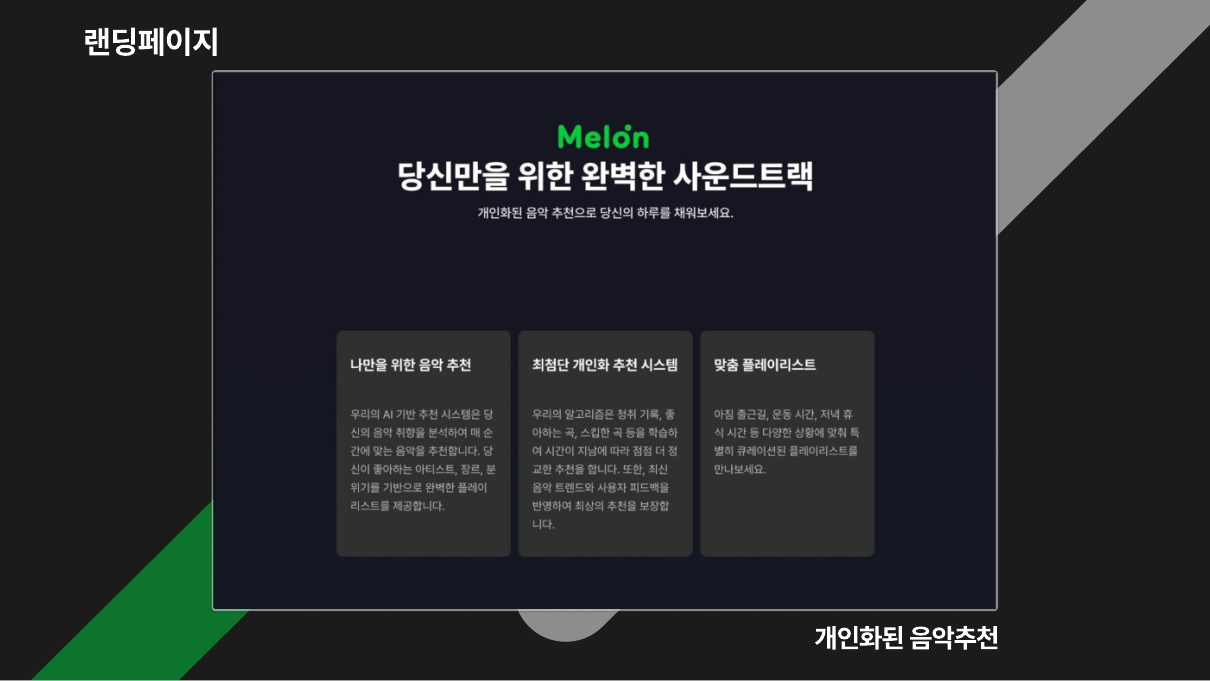 랜딩페이지
Melon
당신만을 위한 완벽한 사운드트랙
개인화된 음악 추천으로 당신의 하루를 채워보세요.
나만을 위한 음악 추천
우리의 AI 기반 추천 시스템은 당
신의 음악 취향을 분석하여 매 순
간에 맞는 음악을 추천합니다. 당
신이 좋아하는 아티스트, 장르, 분
위기를 기반으로 완벽한 플레이
리스트를 제공합니다.
최첨단 개인화 추천 시스템
우리의 알고리즘은 청취 기록, 좋
아하는 곡, 스킵한 곡 등을 학습하
여 시간이 지남에 따라 점점 더 정
교한 추천을 합니다. 또한, 최신
음악 트렌드와 사용자 피드백을
반영하여 최상의 추천을 보장합
니다.
맞춤 플레이리스트
아침 출근길, 운동 시간, 저녁 휴
식 시간 등 다양한 상황에 맞춰 특
별히 큐레이션된 플레이리스트를
만나보세요.
개인화된 음악추천